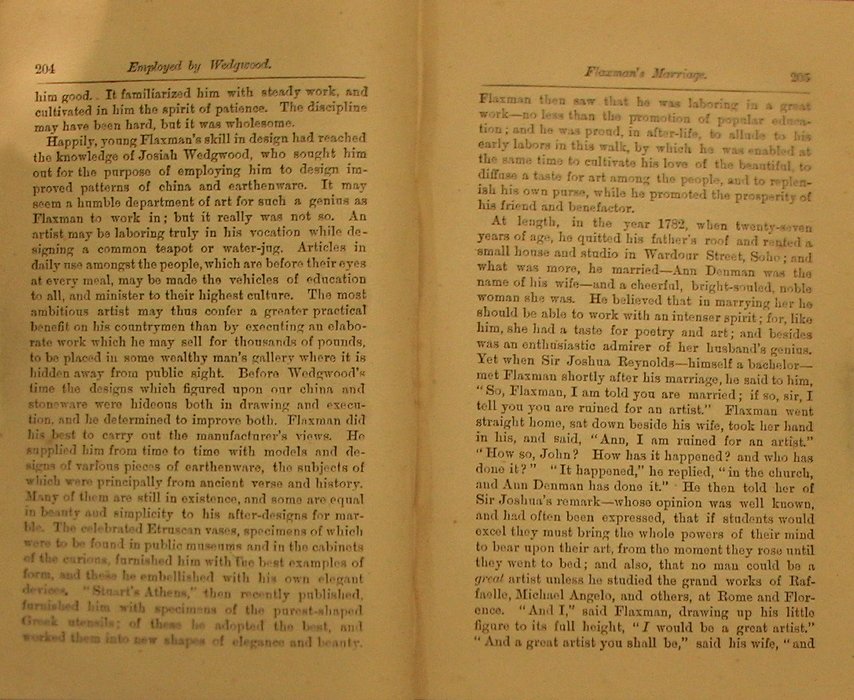 204
Employed by Wedgwood.
him good. It familiarized him with steady work, and
cultivated in him the spirit of patience. The discipline
may have been hard, but it was wholesome.
Happily, young Flaxman's skill in design had reached
the knowledge of Josiah Wedgwood, who sought him
out for the purpose of employing him to design im-
proved patterns of china and earthenware. It may
seem a humble department of art for such a genius as
Flaxman to work in; but it really was not so. An
artist may be laboring truly in his vocation while de-
signing a common teapot or water-jug. Articles in
daily use amongst the people, which are before their eyes
at every meal, may be made the vehicles of education
to all, and minister to their highest culture. The most
ambitious artist may thus confer a greater practical
benefit on his countrymen than by executing an elabo-
rate work which he may sell for thousands of pounds,
to be placed in some wealthy man's gallery where it is
hidden away from public sight. Before Wedgwood's
time the designs which figured upon our china and
stoneware were hideous both in drawing and execu-
tion, and he determined to improve both. Flaxman did
his best to carry out the manufacturer's views. He
supplied him from time to time with models and de-
signs of various pieces of earthenware, the subjects of
which were principally from ancient verse and history.
Many of them are still in existence, and some are equal
in beauty and simplicity to his after-designs for mar-
ble. The celebrated Etruscan vases, specimens of which
were to be found in public museums and in the cabinets
of the curious, furnished him with the best examples of
form, and these he embellished with his own elegant
devices. "Stuart's Athens," then recently published,
furnished him with specimens of the purest-shaped
Greek utensils; of these he adopted the best, and
worked them into new shapes of elegance and beauty.
Flaxman's Marriage.
205
Flaxman then saw that he was laboring in a great
work—no less than the promotion of popular educa-
tion; and he was proud, in after-life, to allude to his
early labors in this walk, by which he was enabled at
the same time to cultivate his love of the beautiful, to
diffuse a taste for art among the people, and to replen-
ish his own purse, while he promoted the prosperity of
his friend and benefactor.
At length, in the year 1782, when twenty-seven
years of age, he quitted his father's roof and rented a
small house and studio in Wardour Street, Soho; and
what was more, he married—Ann Denman was the
name of his wife—and a cheerful, bright-souled, noble
woman she was. He believed that in marrying her he
should be able to work with an intenser spirit; for, like
him, she had a taste for poetry and art; and besides
was an enthusiastic admirer of her husband's genius.
Yet when Sir Joshua Reynolds—himself a bachelor—
met Flaxman shortly after his marriage, he said to him,
"So, Flaxman, I am told you are married; if so, sir, I
tell you you are ruined for an artist." Flaxman went
straight home, sat down beside his wife, took her hand
in his, and said, "Ann, I am ruined for an artist."
"How so, John? How has it happened? and who has
done it?" "It happened," he replied, "in the church,
and Ann Denman has done it." He then told her of
Sir Joshua's remark—whose opinion was well known,
and had often been expressed, that if students would
excel they must bring the whole powers of their mind
to bear upon their art, from the moment they rose until
they went to bed; and also, that no man could be a
great artist unless he studied the grand works of Raf-
faelle, Michael Angelo, and others, at Rome and Flor-
ence. "And I," said Flaxman, drawing up his little
figure to its full height, "I would be a great artist."
"And a great artist you shall be," said his wife, "and